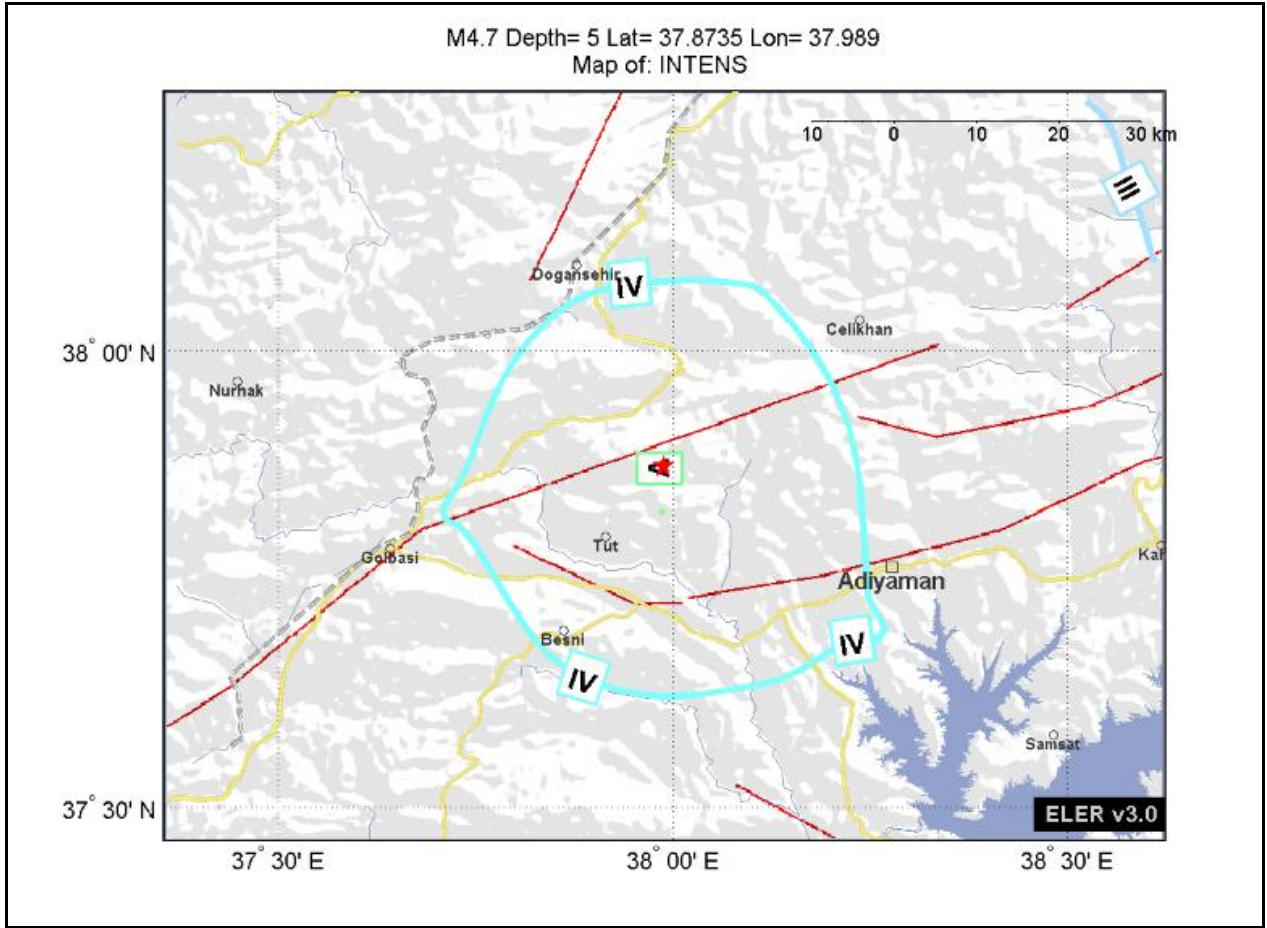 M4.7 Depth= 5 Lat= 37.8735 Lon= 37.989
Map of: INTENS
10 0 10 20 30 km
III
Dogansehir
IV
Celikhan
38° 00' N
Nurhak
V
Tut
Golbasi
Kah
Adiyaman
Besni
IV
IV
Samsat
37° 30' N
ELER v3.0
37° 30' E
38° 00' E
38° 30' E